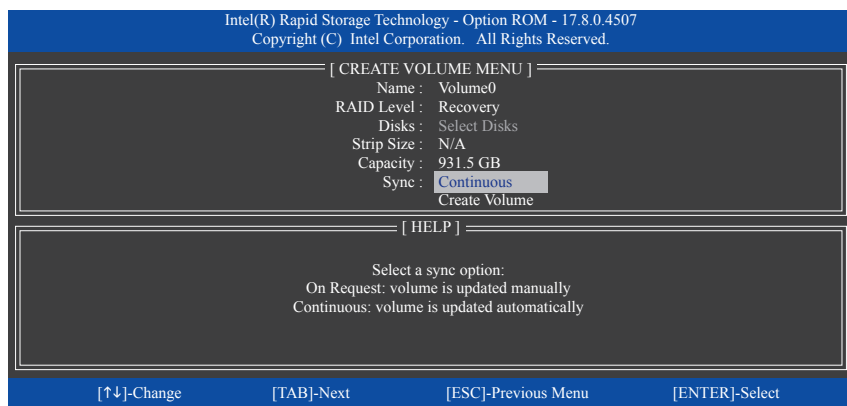 Intel(R) Rapid Storage Technology - Option ROM - 17.8.0.4507
Copyright (C) Intel Corporation. All Rights Reserved.
[ CREATE VOLUME MENU ]
Name : Volume0
RAID Level : Recovery
Disks : Select Disks
Strip Size : N/A
Capacity : 931.5 GB
Sync : Continuous
Create Volume
[ HELP ]
Select a sync option:
On Request: volume is updated manually
Continuous: volume is updated automatically
[↑↓]-Change [TAB]-Next [ESC]-Previous Menu [ENTER]-Select